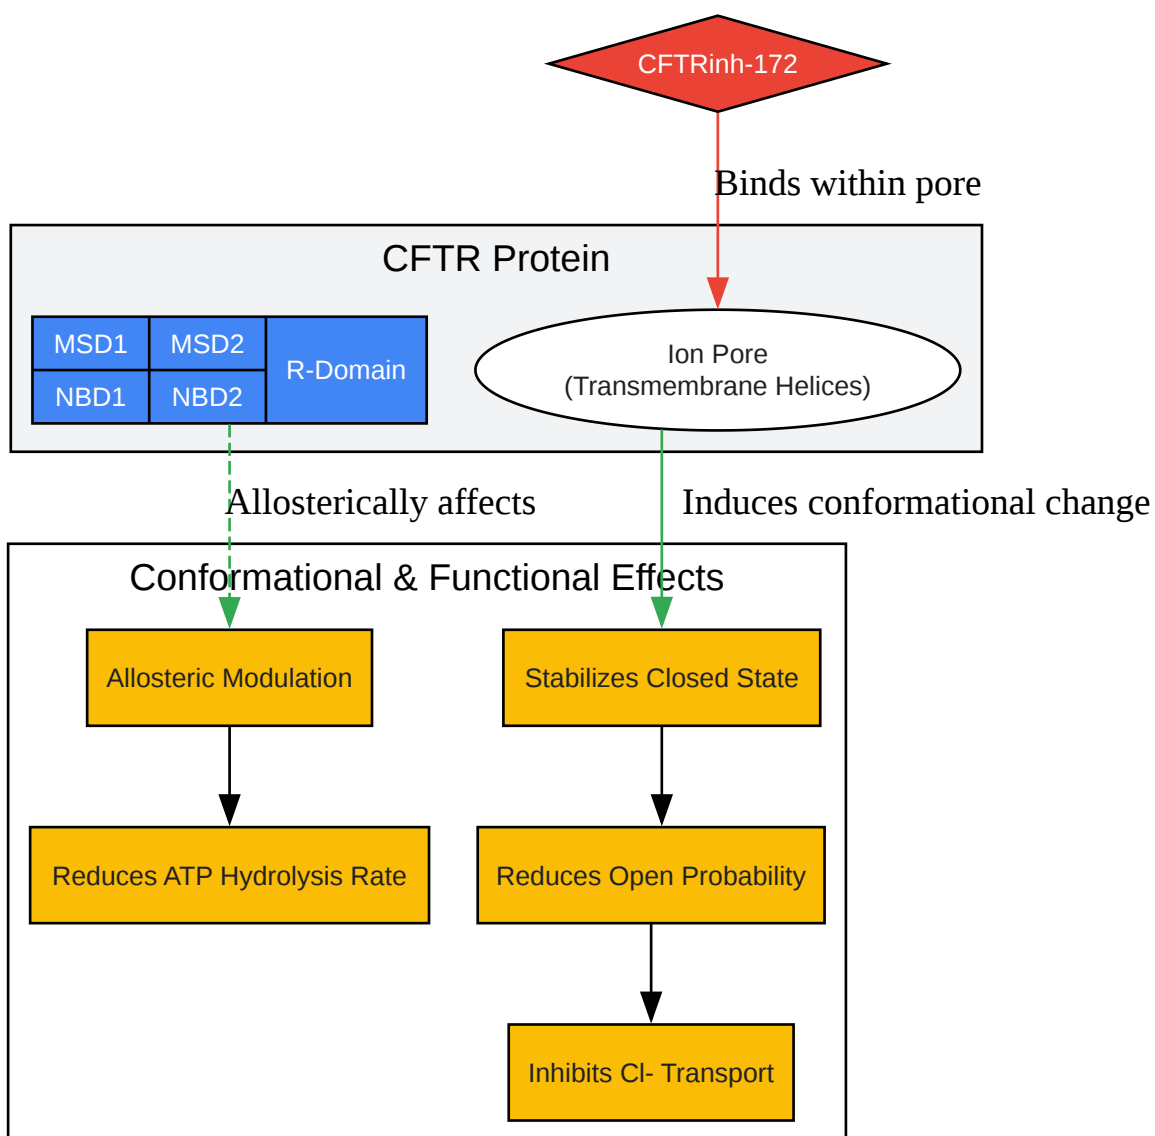 CFTRinh-172
Binds within pore
CFTR Protein
MSD1
MSD2
NBD1
NBD2
R-Domain
Ion Pore
(Transmembrane Helices)
Allosterically affects
Induces conformational change
Conformational & Functional Effects
Allosteric Modulation
Stabilizes Closed State
Reduces ATP Hydrolysis Rate
Reduces Open Probability
Inhibits Cl- Transport